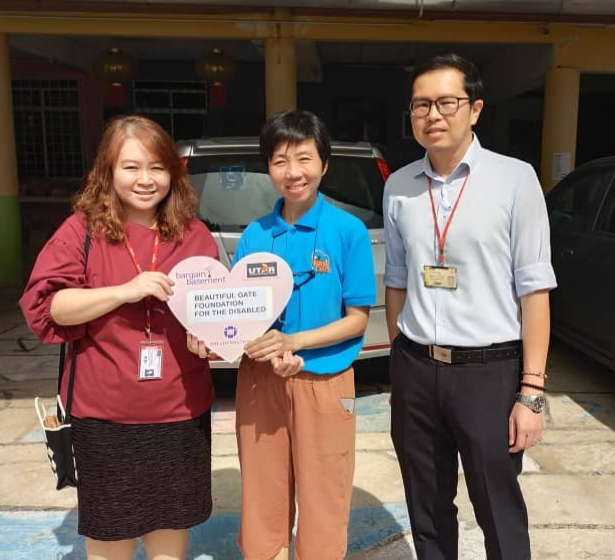 bargain
basement
UTAR
BEAUTIFUL GATE
FOUNDATION
FOR THE DISABLED